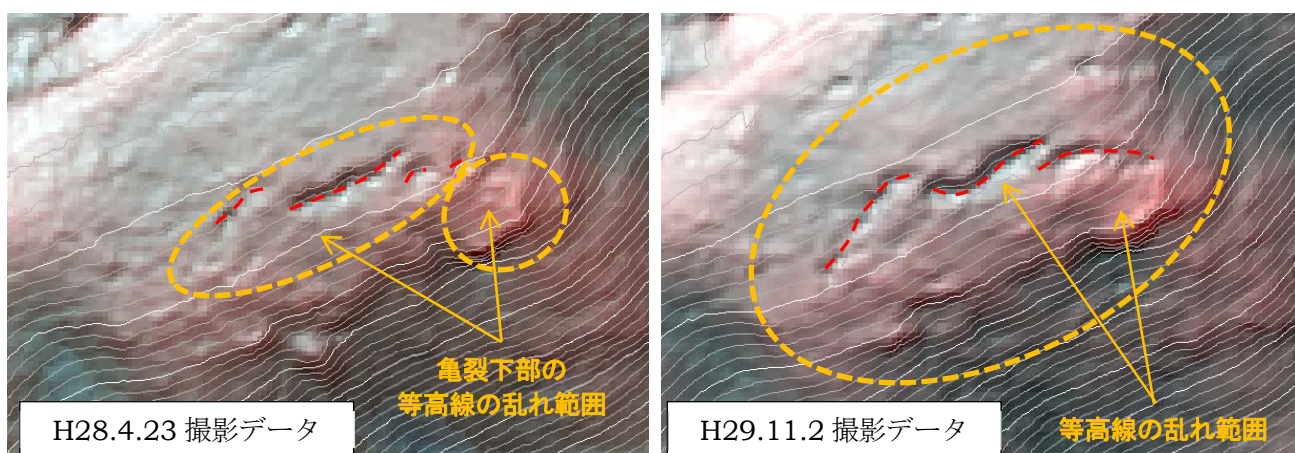 亀裂下部の
等高線の乱れ範囲
H28.4.23 撮影データ
H29.11.2 撮影データ
等高線の乱れ範囲